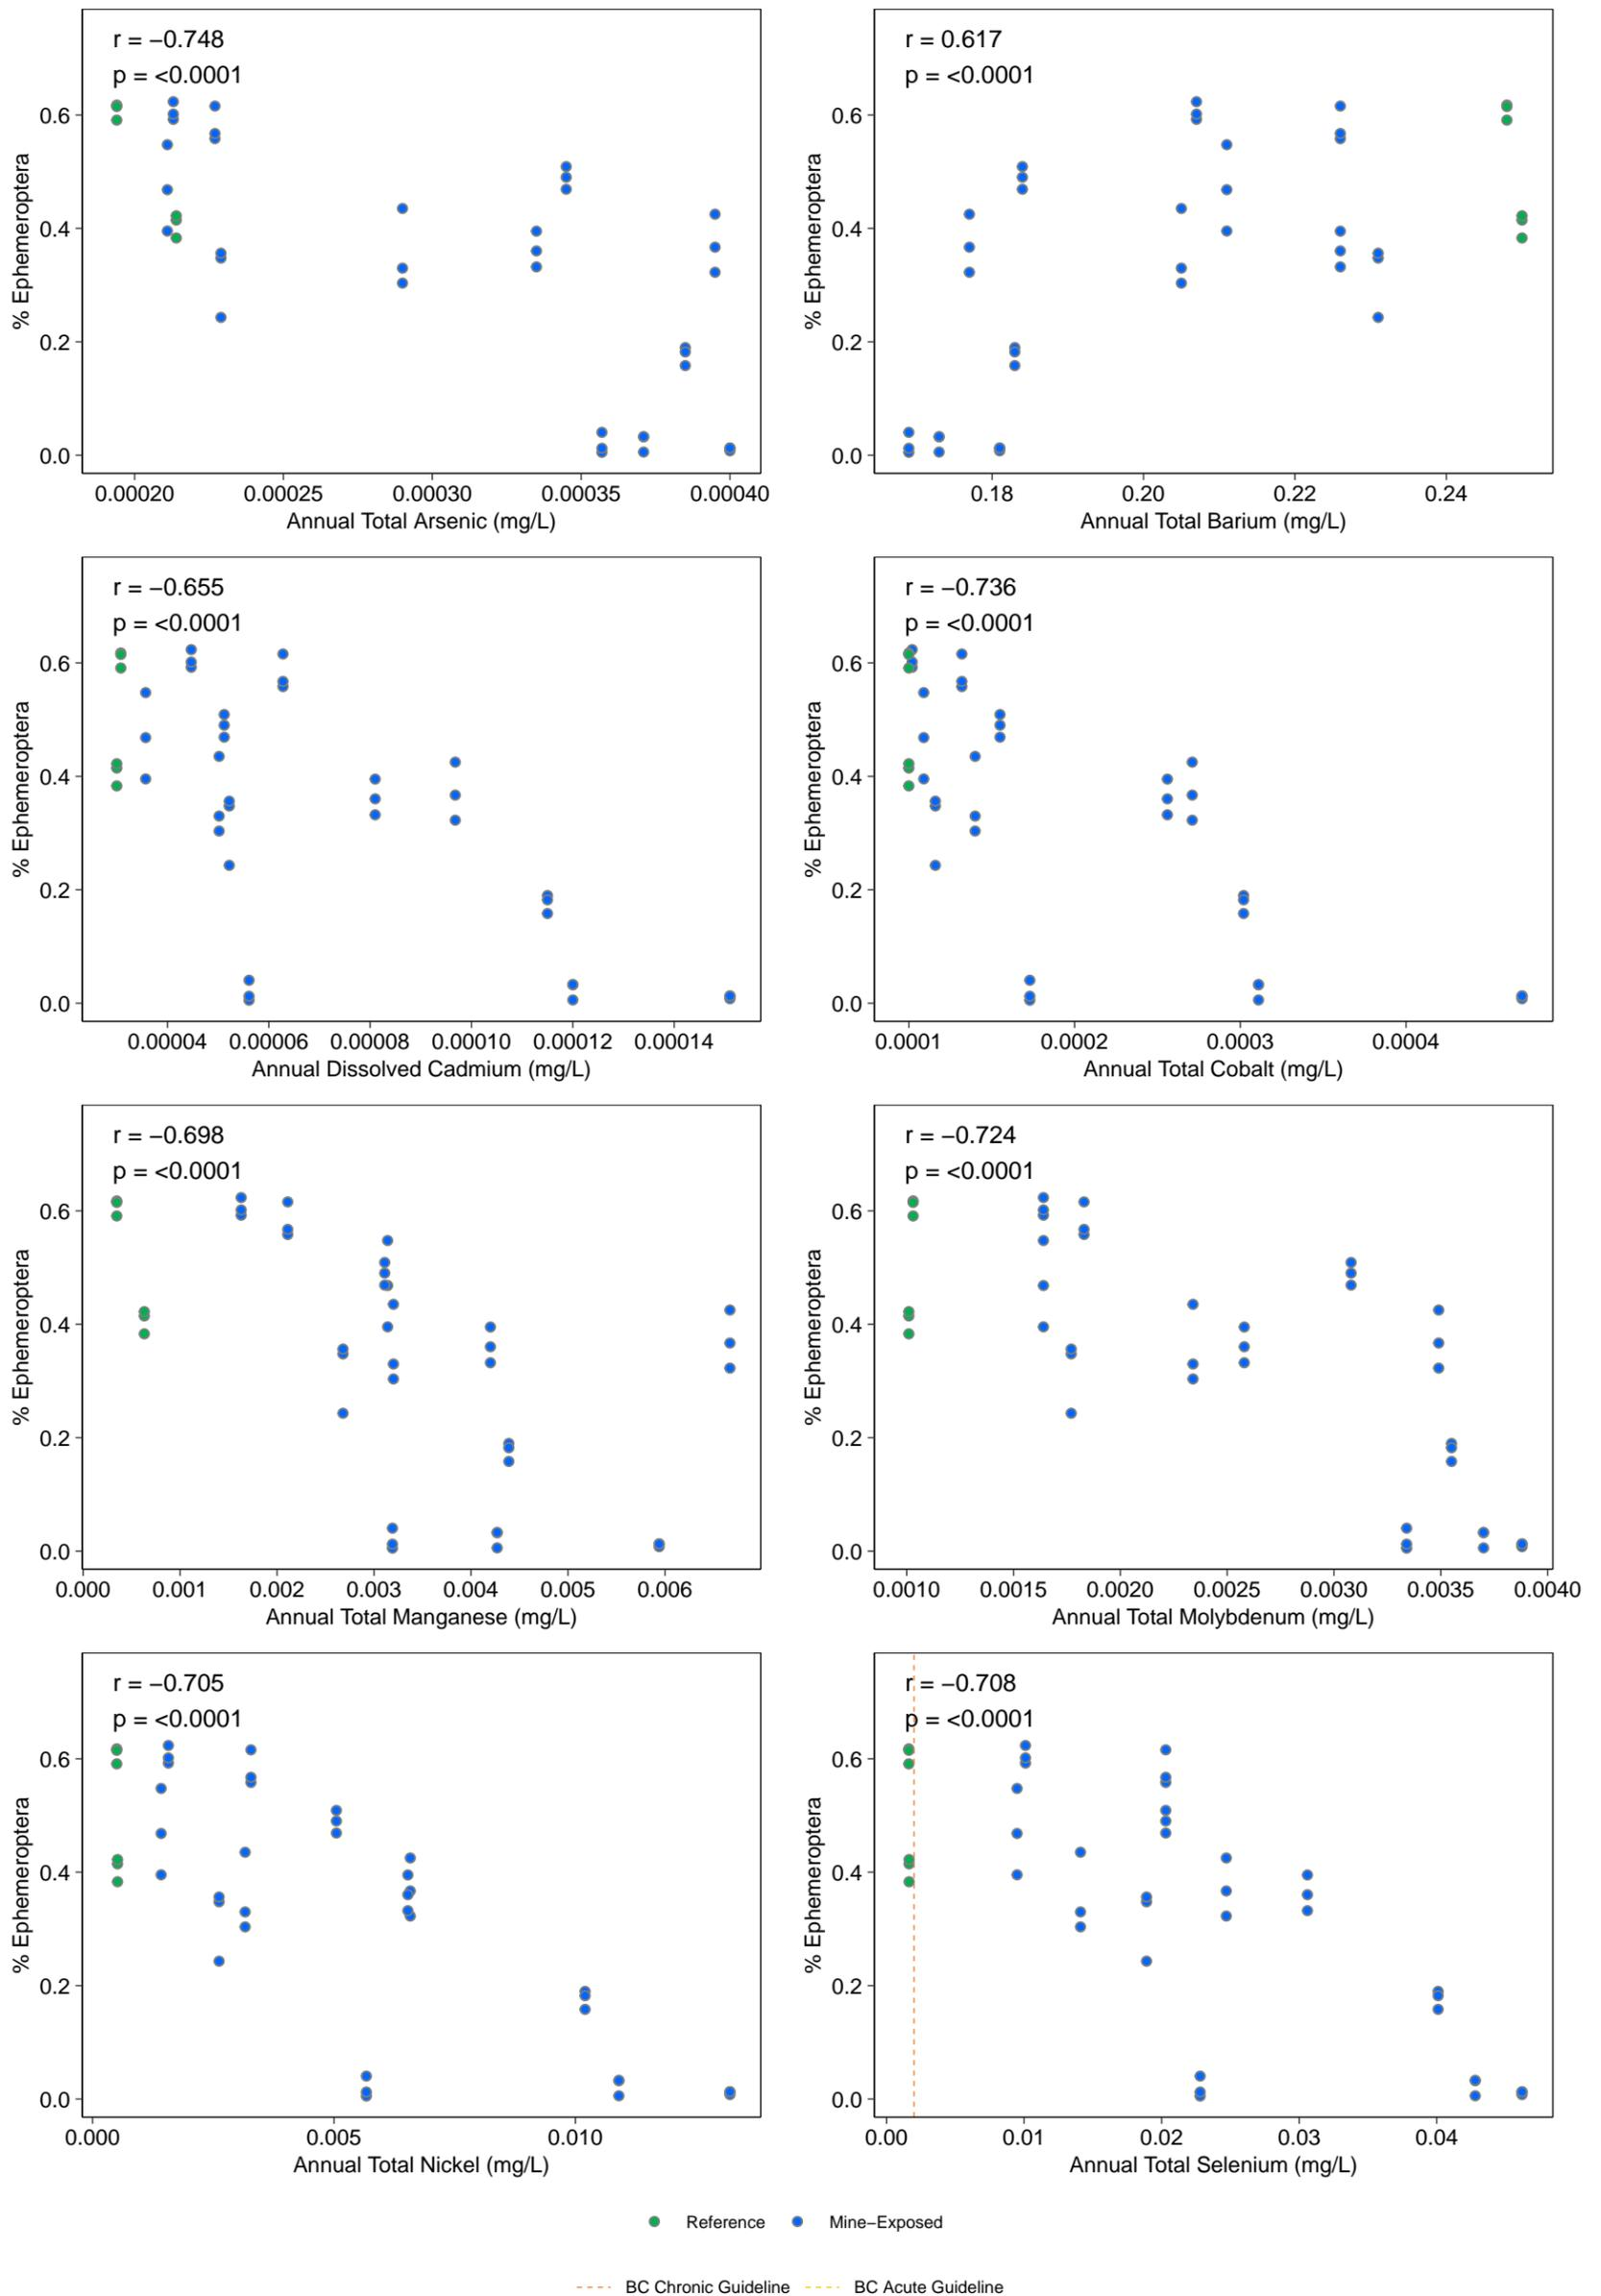 r = −0.748
p = <0.0001
% Ephemeroptera
0.6
0.4
0.2
0.0
0.00020 0.00025 0.00030 0.00035 0.00040
Annual Total Arsenic (mg/L)
r = 0.617
p = <0.0001
% Ephemeroptera
0.6
0.4
0.2
0.0
0.18 0.20 0.22 0.24
Annual Total Barium (mg/L)
r = −0.655
p = <0.0001
% Ephemeroptera
0.6
0.4
0.2
0.0
0.00004 0.00006 0.00008 0.00010 0.00012 0.00014
Annual Dissolved Cadmium (mg/L)
r = −0.736
p = <0.0001
% Ephemeroptera
0.6
0.4
0.2
0.0
0.0001 0.0002 0.0003 0.0004
Annual Total Cobalt (mg/L)
r = −0.698
p = <0.0001
% Ephemeroptera
0.6
0.4
0.2
0.0
0.000 0.001 0.002 0.003 0.004 0.005 0.006
Annual Total Manganese (mg/L)
r = −0.724
p = <0.0001
% Ephemeroptera
0.6
0.4
0.2
0.0
0.0010 0.0015 0.0020 0.0025 0.0030 0.0035 0.0040
Annual Total Molybdenum (mg/L)
r = −0.705
p = <0.0001
% Ephemeroptera
0.6
0.4
0.2
0.0
0.000 0.005 0.010
Annual Total Nickel (mg/L)
r = −0.708
p = <0.0001
% Ephemeroptera
0.6
0.4
0.2
0.0
0.00 0.01 0.02 0.03 0.04
Annual Total Selenium (mg/L)
Reference Mine−Exposed
BC Chronic Guideline BC Acute Guideline